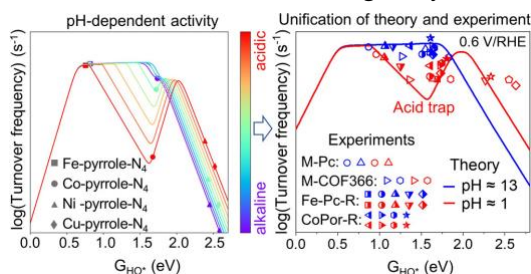 pH-dependent activity
Unification of theory and experiment
log(Turnover frequency) (s⁻¹)
Fe-pyrrole-N₄
Co-pyrrole-N₄
Ni -pyrrole-N₄
Cu-pyrrole-N₄
0.0 0.5 1.0 1.5 2.0 2.5
G_HO* (eV)
acidic
alkaline
log(Turnover frequency) (s⁻¹)
0.6 V/RHE
Acid trap
Experiments
M-Pc:
M-COF366:
Fe-Pc-R:
CoPor-R:
Theory
pH ≈ 13
pH ≈ 1
0.0 0.5 1.0 1.5 2.0 2.5
G_HO* (eV)